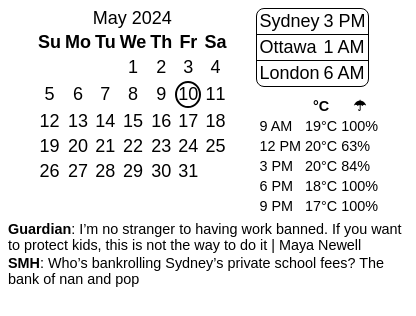 May 2024
Su Mo Tu We Th Fr Sa
1 2 3 4
5 6 7 8 9 10 11
12 13 14 15 16 17 18
19 20 21 22 23 24 25
26 27 28 29 30 31
Sydney 3 PM
Ottawa 1 AM
London 6 AM
°C ☂
9 AM 19°C 100%
12 PM 20°C 63%
3 PM 20°C 84%
6 PM 18°C 100%
9 PM 17°C 100%
Guardian: I’m no stranger to having work banned. If you want
to protect kids, this is not the way to do it | Maya Newell
SMH: Who’s bankrolling Sydney’s private school fees? The
bank of nan and pop